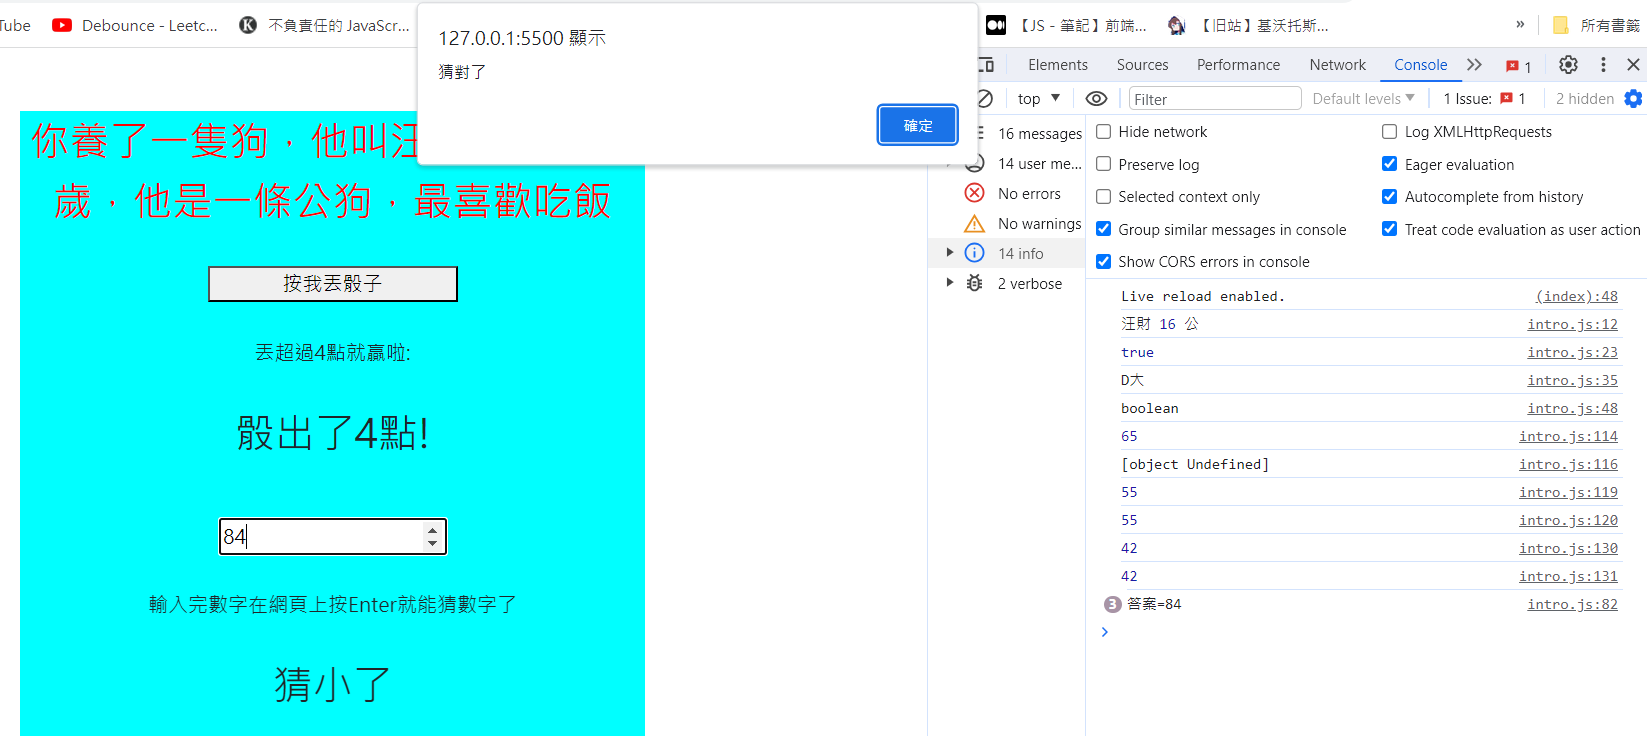 Tube
Debounce - Leetc...
不負責任的 JavaScr...
【JS - 筆記】前端...
【旧站】基沃托斯...
»
所有書籤
127.0.0.1:5500 顯示
猜對了
確定
你養了一隻狗，他叫汪
歲，他是一條公狗，最喜歡吃飯
按我丟骰子
丟超過4點就贏啦:
骰出了4點!
84
輸入完數字在網頁上按Enter就能猜數字了
猜小了
Elements
Sources
Performance
Network
Console
1
top
Filter
Default levels
1 Issue:
1
2 hidden
16 messages
14 user me...
No errors
No warnings
14 info
2 verbose
Hide network
Log XMLHttpRequests
Preserve log
Eager evaluation
Selected context only
Autocomplete from history
Group similar messages in console
Treat code evaluation as user action
Show CORS errors in console
Live reload enabled. (index):48
汪財 16 公 intro.js:12
true intro.js:23
D大 intro.js:35
boolean intro.js:48
65 intro.js:114
[object Undefined] intro.js:116
55 intro.js:119
55 intro.js:120
42 intro.js:130
42 intro.js:131
3 答案=84 intro.js:82